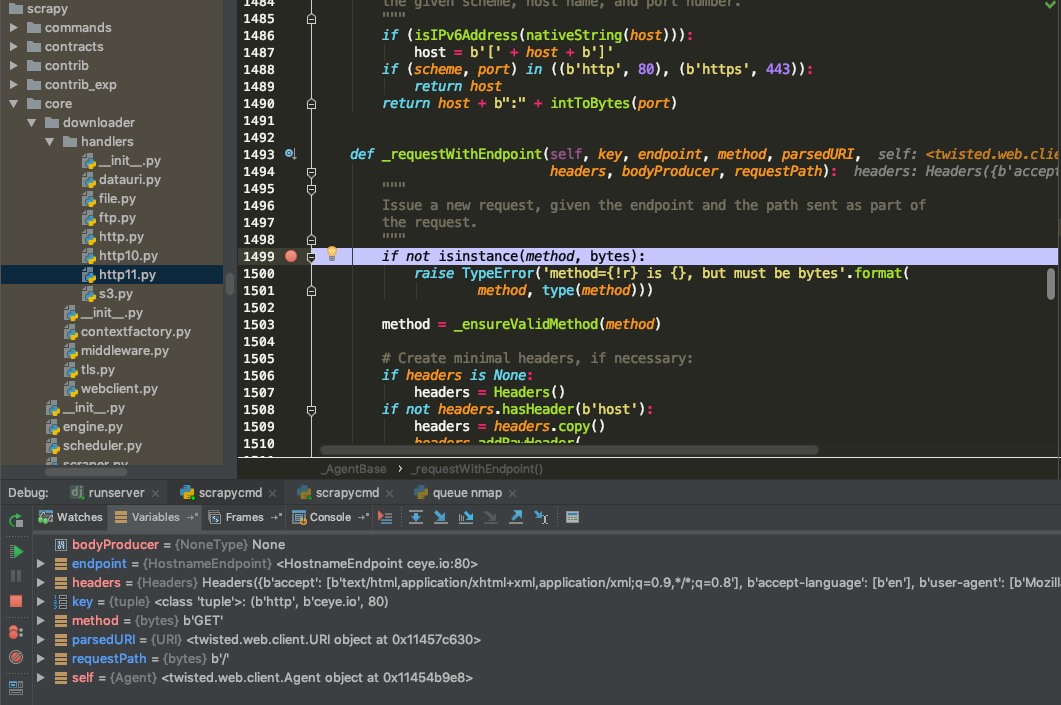 scrapy
commands
contracts
contrib
contrib_exp
core
downloader
handlers
__init__.py
datauri.py
file.py
ftp.py
http.py
http10.py
http11.py
s3.py
__init__.py
contextfactory.py
middleware.py
tls.py
webclient.py
__init__.py
engine.py
scheduler.py
scraper.py
1484 the given scheme, host name, and port number.
1485 """
1486 if (isIPv6Address(nativeString(host))):
1487 host = b'[' + host + b']'
1488 if (scheme, port) in ((b'http', 80), (b'https', 443)):
1489 return host
1490 return host + b":" + intToBytes(port)
1491
1492
1493 def _requestWithEndpoint(self, key, endpoint, method, parsedURI, self: <twisted.web.clie
1494 headers, bodyProducer, requestPath): headers: Headers({b'accept
1495 """
1496 Issue a new request, given the endpoint and the path sent as part of
1497 the request.
1498 """
1499 if not isinstance(method, bytes):
1500 raise TypeError('method={!r} is {}, but must be bytes'.format(
1501 method, type(method)))
1502
1503 method = _ensureValidMethod(method)
1504
1505 # Create minimal headers, if necessary:
1506 if headers is None:
1507 headers = Headers()
1508 if not headers.hasHeader(b'host'):
1509 headers = headers.copy()
1510 headers.addRawHeader(
_AgentBase › _requestWithEndpoint()
Debug: dj runserver × scrapycmd × scrapycmd × queue nmap ×
Watches Variables Frames Console
bodyProducer = {NoneType} None
endpoint = {HostnameEndpoint} <HostnameEndpoint ceye.io:80>
headers = {Headers} Headers({b'accept': [b'text/html,application/xhtml+xml,application/xml;q=0.9,*/*;q=0.8'], b'accept-language': [b'en'], b'user-agent': [b'Mozilla
key = {tuple} <class 'tuple'>: (b'http', b'ceye.io', 80)
method = {bytes} b'GET'
parsedURI = {URI} <twisted.web.client.URI object at 0x11457c630>
requestPath = {bytes} b'/'
self = {Agent} <twisted.web.client.Agent object at 0x11454b9e8>